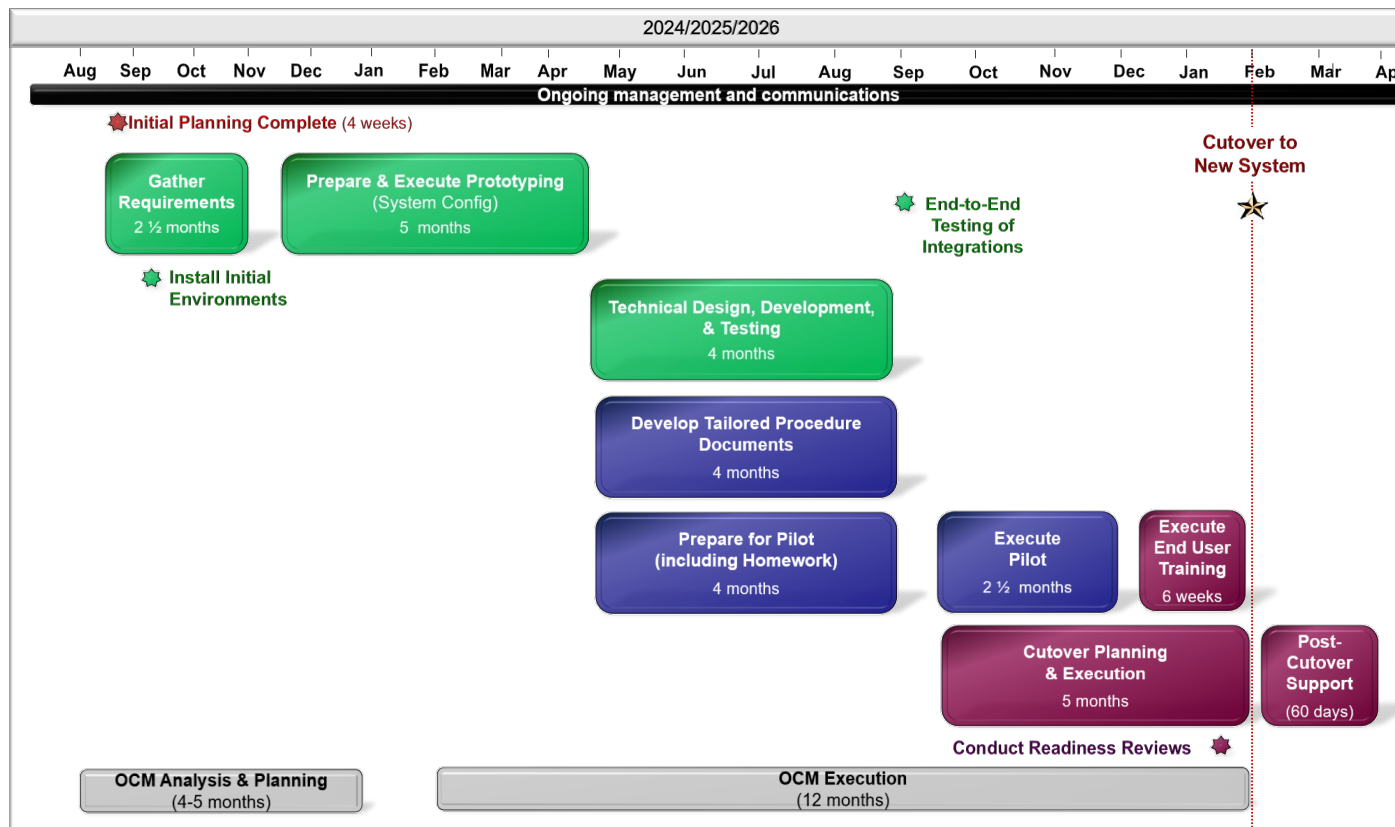 2024/2025/2026
Aug Sep Oct Nov Dec Jan Feb Mar Apr May Jun Jul Aug Sep Oct Nov Dec Jan Feb Mar Ap
Ongoing management and communications
Initial Planning Complete (4 weeks)
Cutover to
New System
Gather
Requirements
2 ½ months
Prepare & Execute Prototyping
(System Config)
5 months
End-to-End
Testing of
Integrations
Install Initial
Environments
Technical Design, Development,
& Testing
4 months
Develop Tailored Procedure
Documents
4 months
Prepare for Pilot
(including Homework)
4 months
Execute
Pilot
2 ½ months
Execute
End User
Training
6 weeks
Cutover Planning
& Execution
5 months
Post-
Cutover
Support
(60 days)
Conduct Readiness Reviews
OCM Analysis & Planning
(4-5 months)
OCM Execution
(12 months)